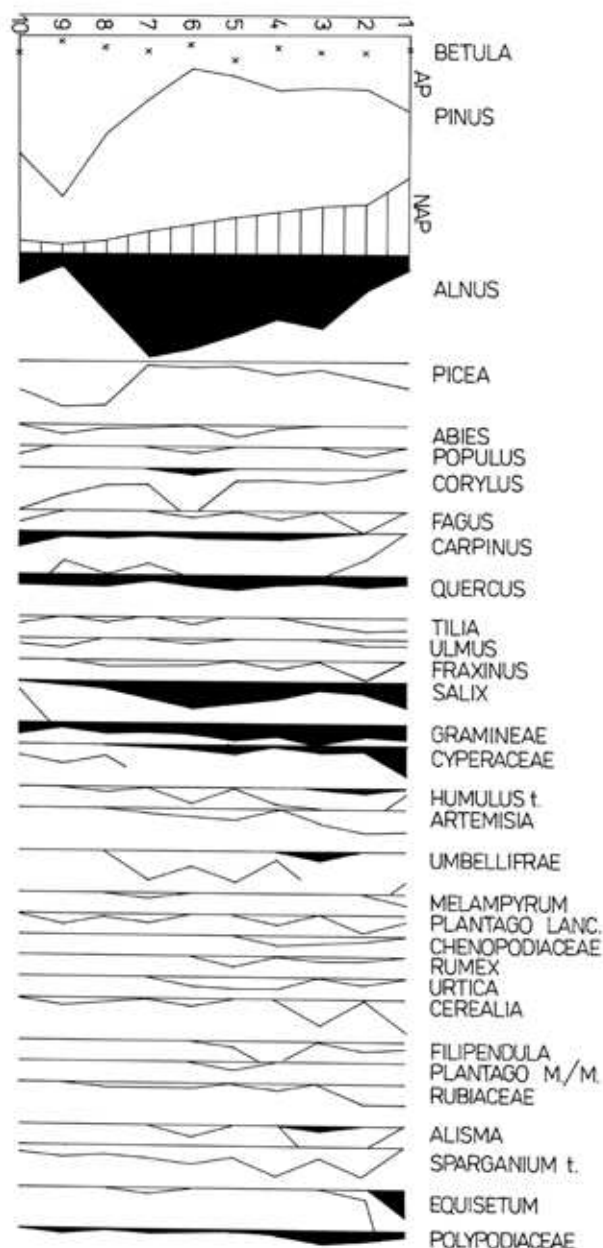 10 9 8 7 6 5 4 3 2 1
BETULA
AP
PINUS
NAP
ALNUS
PICEA
ABIES
POPULUS
CORYLUS
FAGUS
CARPINUS
QUERCUS
TILIA
ULMUS
FRAXINUS
SALIX
GRAMINEAE
CYPERACEAE
HUMULUS t.
ARTEMISIA
UMBELLIFRAE
MELAMPYRUM
PLANTAGO LANC.
CHENOPODIACEAE
RUMEX
URTICA
CEREALIA
FILIPENDULA
PLANTAGO M./M.
RUBIACEAE
ALISMA
SPARGANIUM t.
EQUISETUM
POLYPODIACEAE